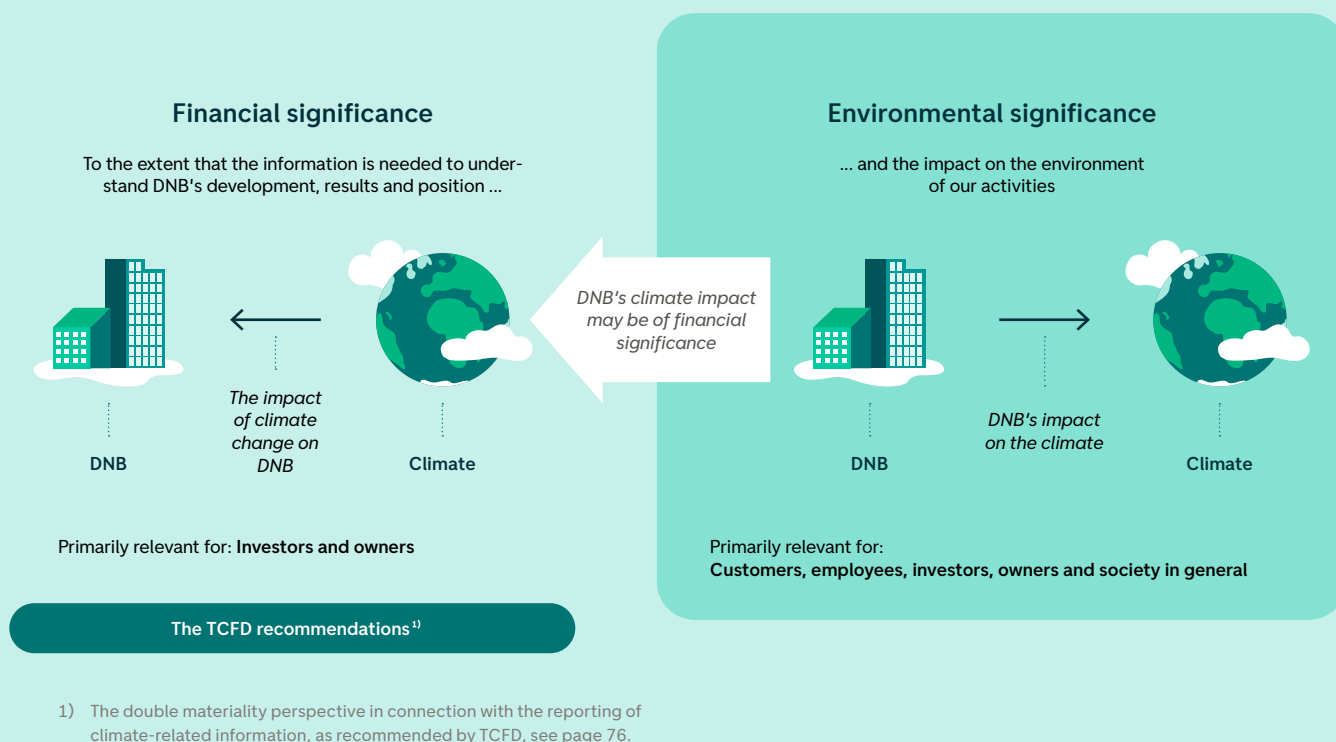 Financial significance
To the extent that the information is needed to under-
stand DNB's development, results and position ...
The impact
of climate
change on
DNB
DNB
Climate
Primarily relevant for: Investors and owners
The TCFD recommendations 1)
DNB's climate impact
may be of financial
significance
Environmental significance
... and the impact on the environment
of our activities
DNB's impact
on the climate
DNB
Climate
Primarily relevant for:
Customers, employees, investors, owners and society in general
1) The double materiality perspective in connection with the reporting of
climate-related information, as recommended by TCFD, see page 76.